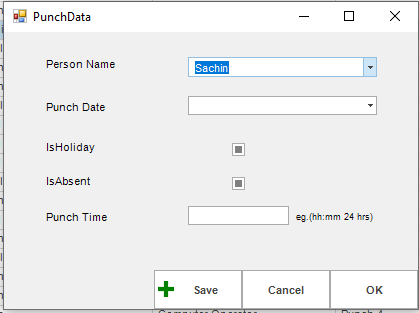 PunchData
Person Name
Sachin
Punch Date
IsHoliday
IsAbsent
Punch Time
eg.(hh:mm 24 hrs)
Save
Cancel
OK
Computer Operator
Punch 4